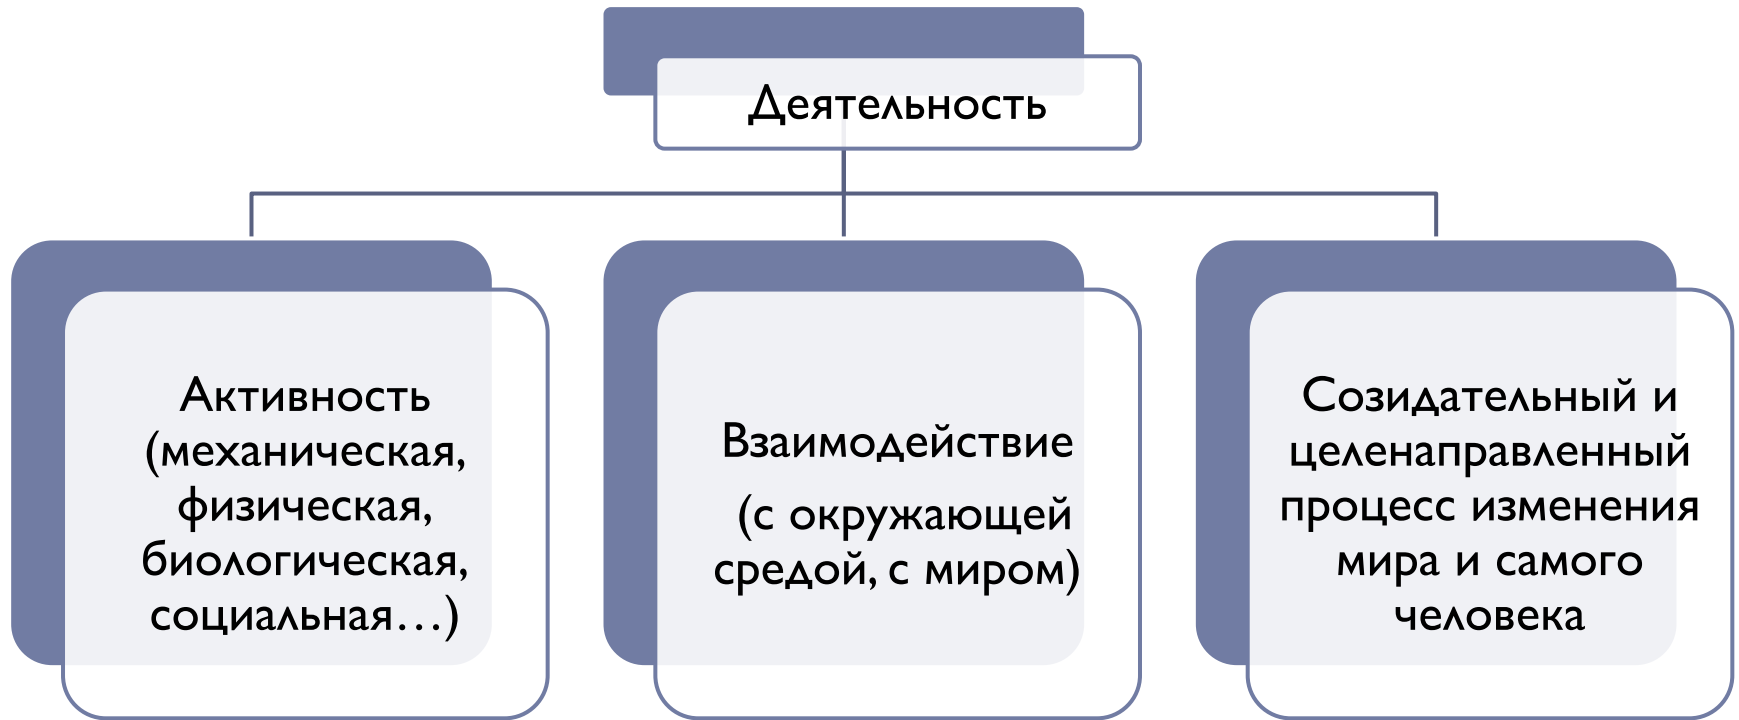 Деятельность
Активность
(механическая,
физическая,
биологическая,
социальная…)
Взаимодействие
(с окружающей
средой, с миром)
Созидательный и
целенаправленный
процесс изменения
мира и самого
человека